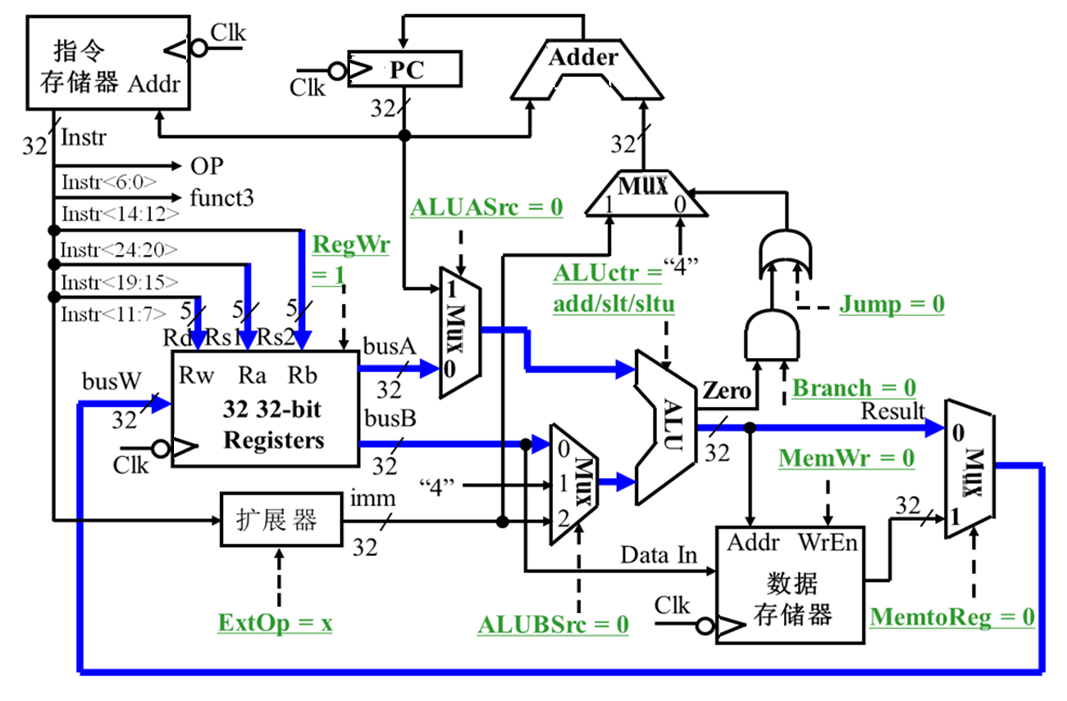 指令
存储器 Addr
Clk
Clk
PC
32
Adder
32
Instr
32
OP
Instr<6:0>
funct3
Instr<14:12>
Instr<24:20>
Instr<19:15>
Instr<11:7>
Mux
1 0
“4”
ALUASrc = 0
RegWr
= 1
ALUctr =
add/slt/sltu
Jump = 0
5 5 5
Rd Rs1 Rs2
1
Mux
0
busA
32
busW
32
Rw Ra Rb
32 32-bit
Registers
Clk
busB
32
Zero
ALU
Branch = 0
Result
32
MemWr = 0
0
Mux
1
32
“4”
0
1
2
Mux
扩展器
imm
32
ExtOp = x
ALUBSrc = 0
Data In
Addr WrEn
数据
存储器
Clk
MemtoReg = 0